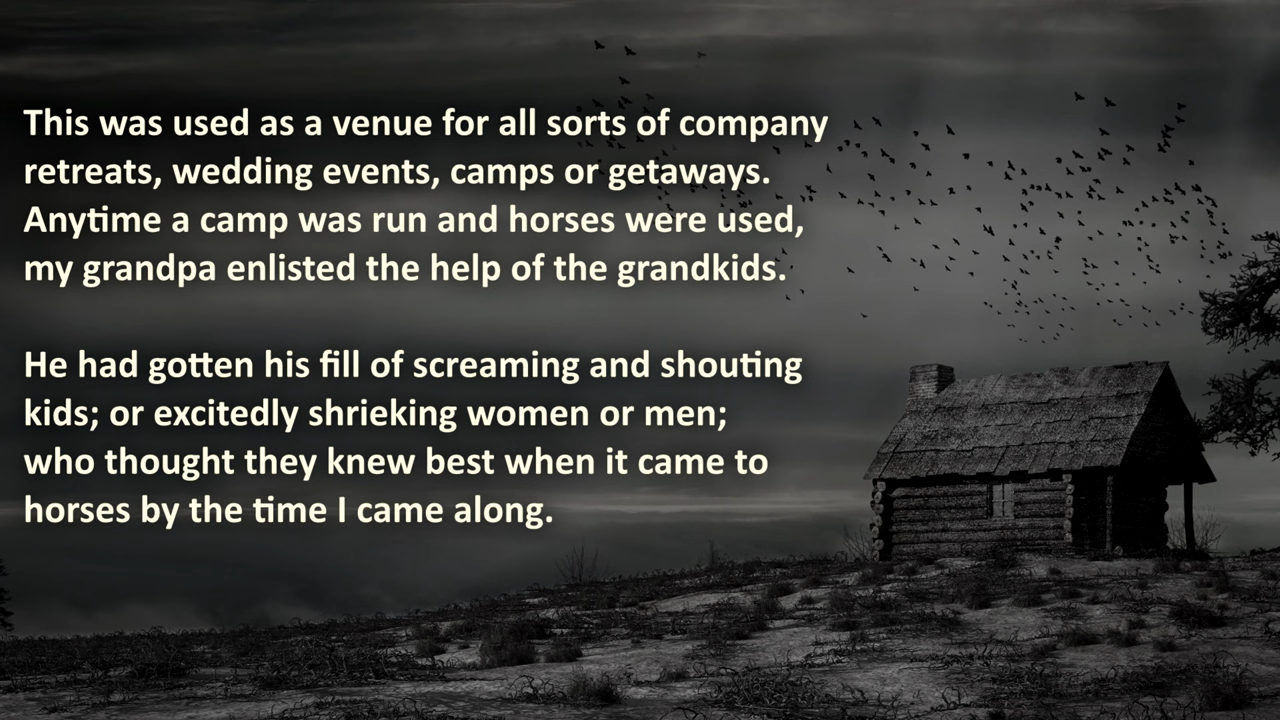 This was used as a venue for all sorts of company
retreats, wedding events, camps or getaways.
Anytime a camp was run and horses were used,
my grandpa enlisted the help of the grandkids.
He had gotten his fill of screaming and shouting
kids; or excitedly shrieking women or men;
who thought they knew best when it came to
horses by the time I came along.